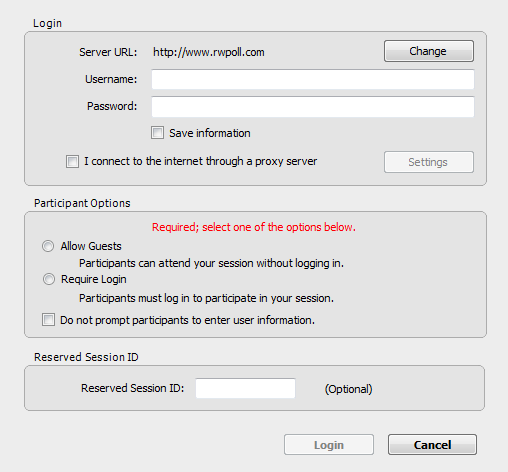 Login
Server URL: http://www.rwpoll.com Change
Username:
Password:
Save information
I connect to the internet through a proxy server Settings
Participant Options
Required; select one of the options below.
Allow Guests
Participants can attend your session without logging in.
Require Login
Participants must log in to participate in your session.
Do not prompt participants to enter user information.
Reserved Session ID
Reserved Session ID: (Optional)
Login Cancel